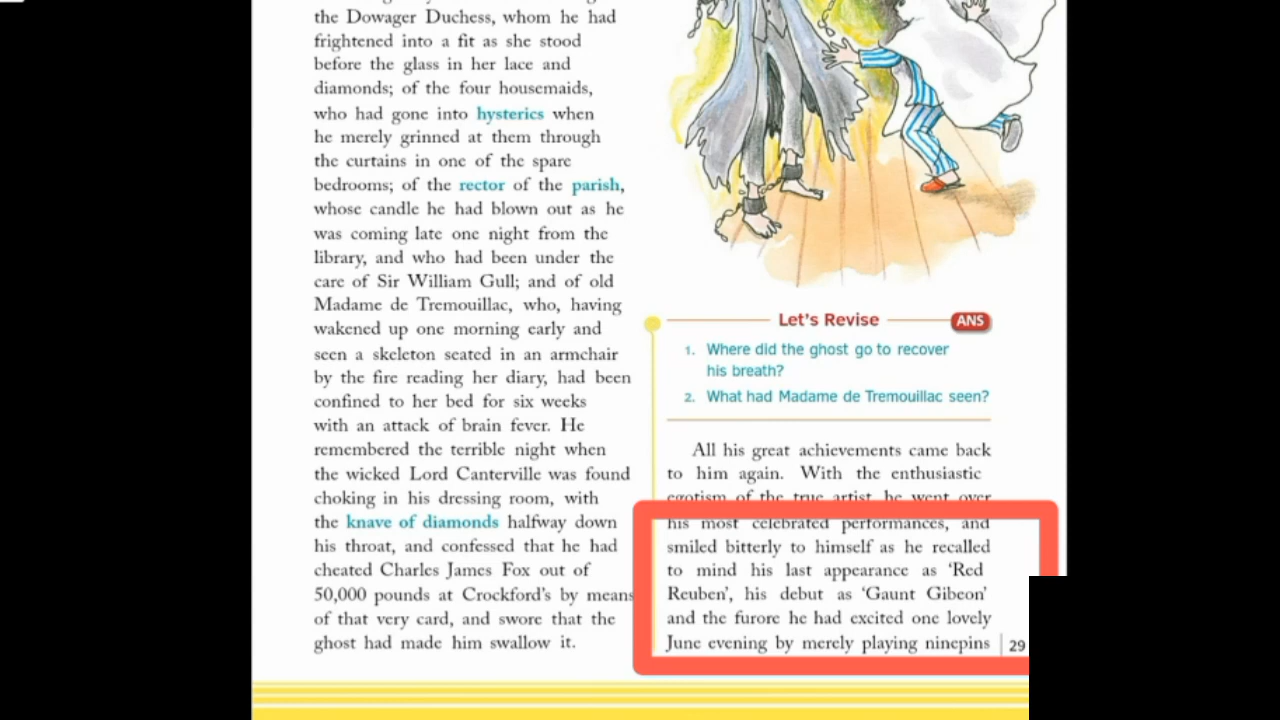 the Dowager Duchess, whom he had
frightened into a fit as she stood
before the glass in her lace and
diamonds; of the four housemaids,
who had gone into hysterics when
he merely grinned at them through
the curtains in one of the spare
bedrooms; of the rector of the parish,
whose candle he had blown out as he
was coming late one night from the
library, and who had been under the
care of Sir William Gull; and of old
Madame de Tremouillac, who, having
wakened up one morning early and
seen a skeleton seated in an armchair
by the fire reading her diary, had been
confined to her bed for six weeks
with an attack of brain fever. He
remembered the terrible night when
the wicked Lord Canterville was found
choking in his dressing room, with
the knave of diamonds halfway down
his throat, and confessed that he had
cheated Charles James Fox out of
50,000 pounds at Crockford's by means
of that very card, and swore that the
ghost had made him swallow it.
Let's Revise ANS
1. Where did the ghost go to recover
his breath?
2. What had Madame de Tremouillac seen?
All his great achievements came back
to him again. With the enthusiastic
egotism of the true artist, he went over
his most celebrated performances, and
smiled bitterly to himself as he recalled
to mind his last appearance as 'Red
Reuben', his debut as 'Gaunt Gibeon'
and the furore he had excited one lovely
June evening by merely playing ninepins
29